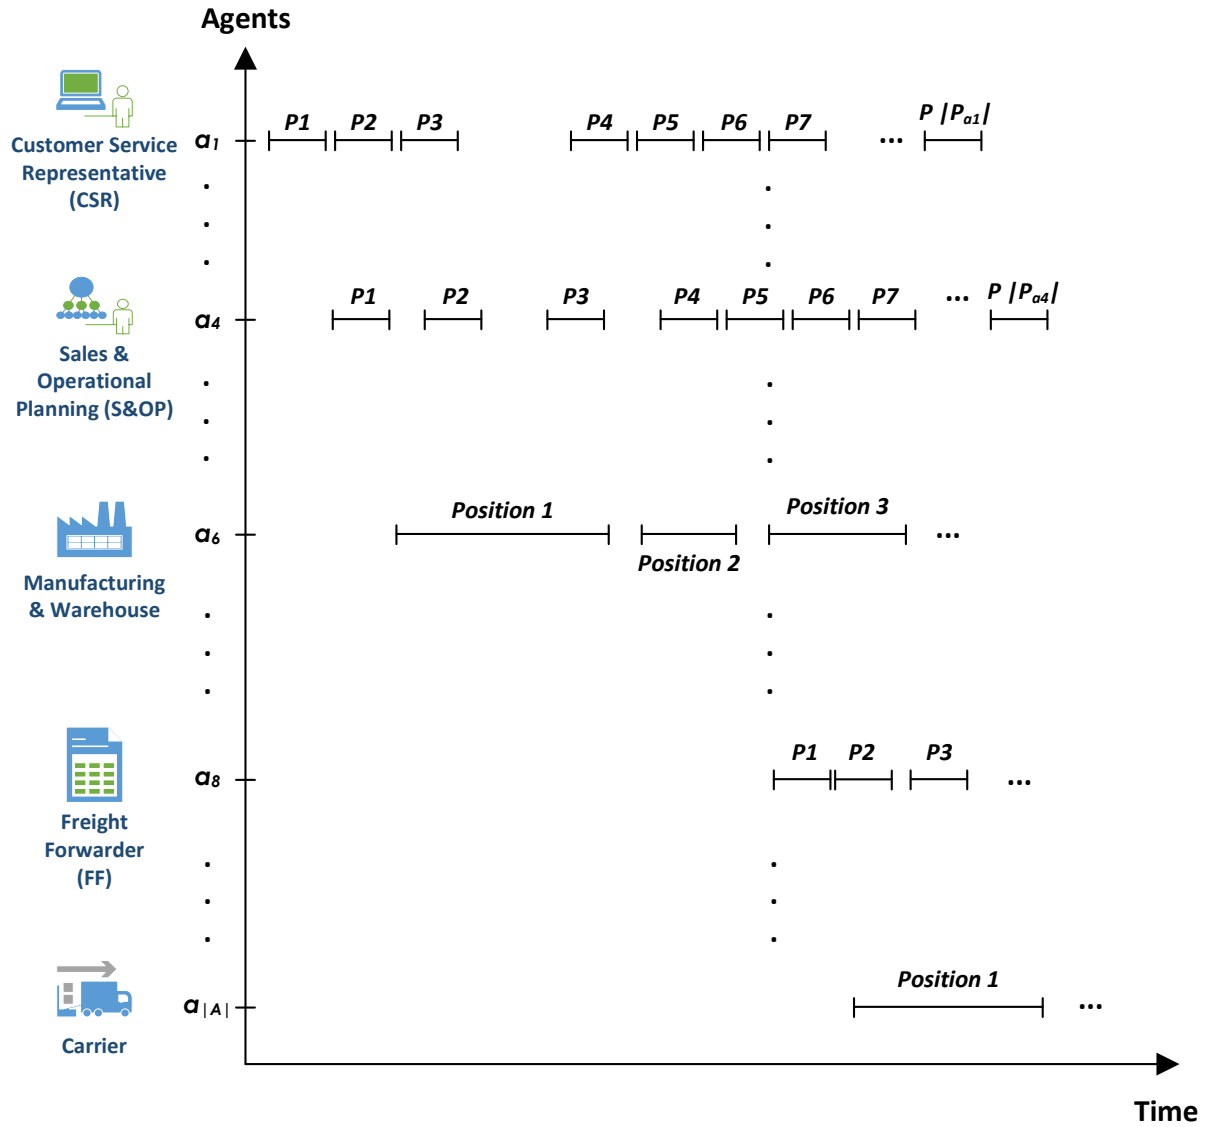 Agents
P1 P2 P3 P4 P5 P6 P7 ... P |Pa1|
a1
Customer Service
Representative
(CSR)
P1 P2 P3 P4 P5 P6 P7 ... P |Pa4|
a4
Sales &
Operational
Planning (S&OP)
Position 1 Position 3
a6 ...
Position 2
Manufacturing
& Warehouse
P1 P2 P3
a8 ...
Freight
Forwarder
(FF)
Position 1
a|A| ...
Carrier
Time